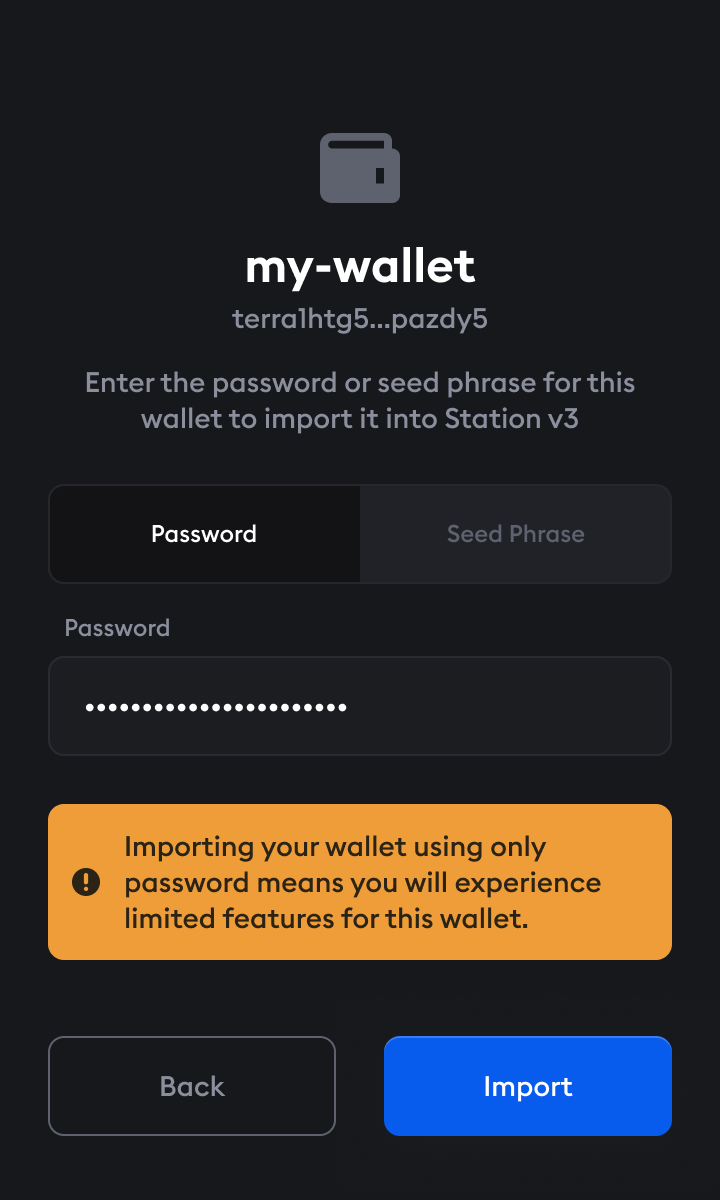 my-wallet
terra1htg5...pazdy5
Enter the password or seed phrase for this
wallet to import it into Station v3
Password
Seed Phrase
Password
•••••••••••••••••••••••
Importing your wallet using only
password means you will experience
limited features for this wallet.
Back
Import